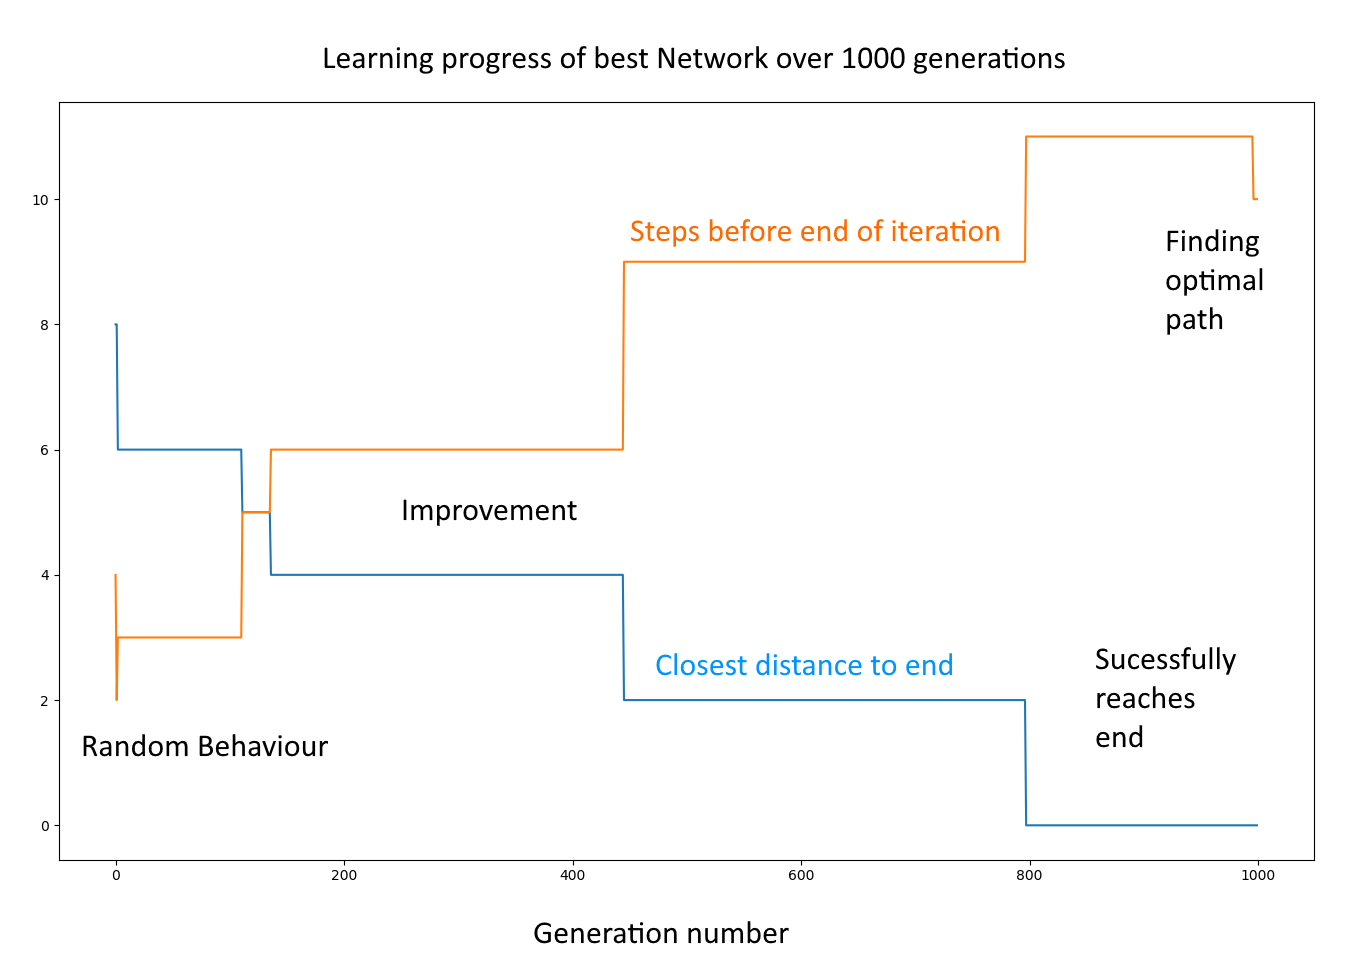 Learning progress of best Network over 1000 generations
10
Steps before end of iteration
Finding
optimal
path
8
6
Improvement
4
Closest distance to end
Sucessfully
reaches
end
2
Random Behaviour
0
0 200 400 600 800 1000
Generation number